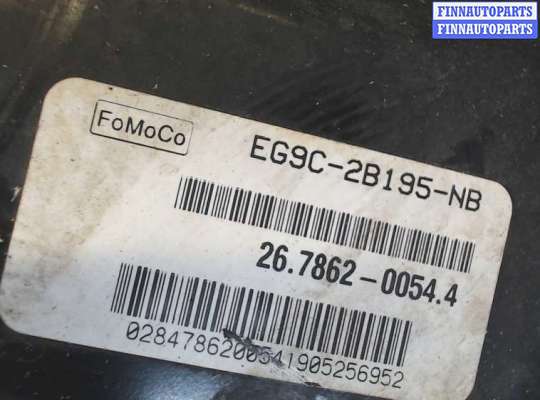 FINNAUTOPARTS
FINNAUTOPARTS
FoMoCo
EG9C-2B195-NB
26.7862-0054.4
0284786200541905256952